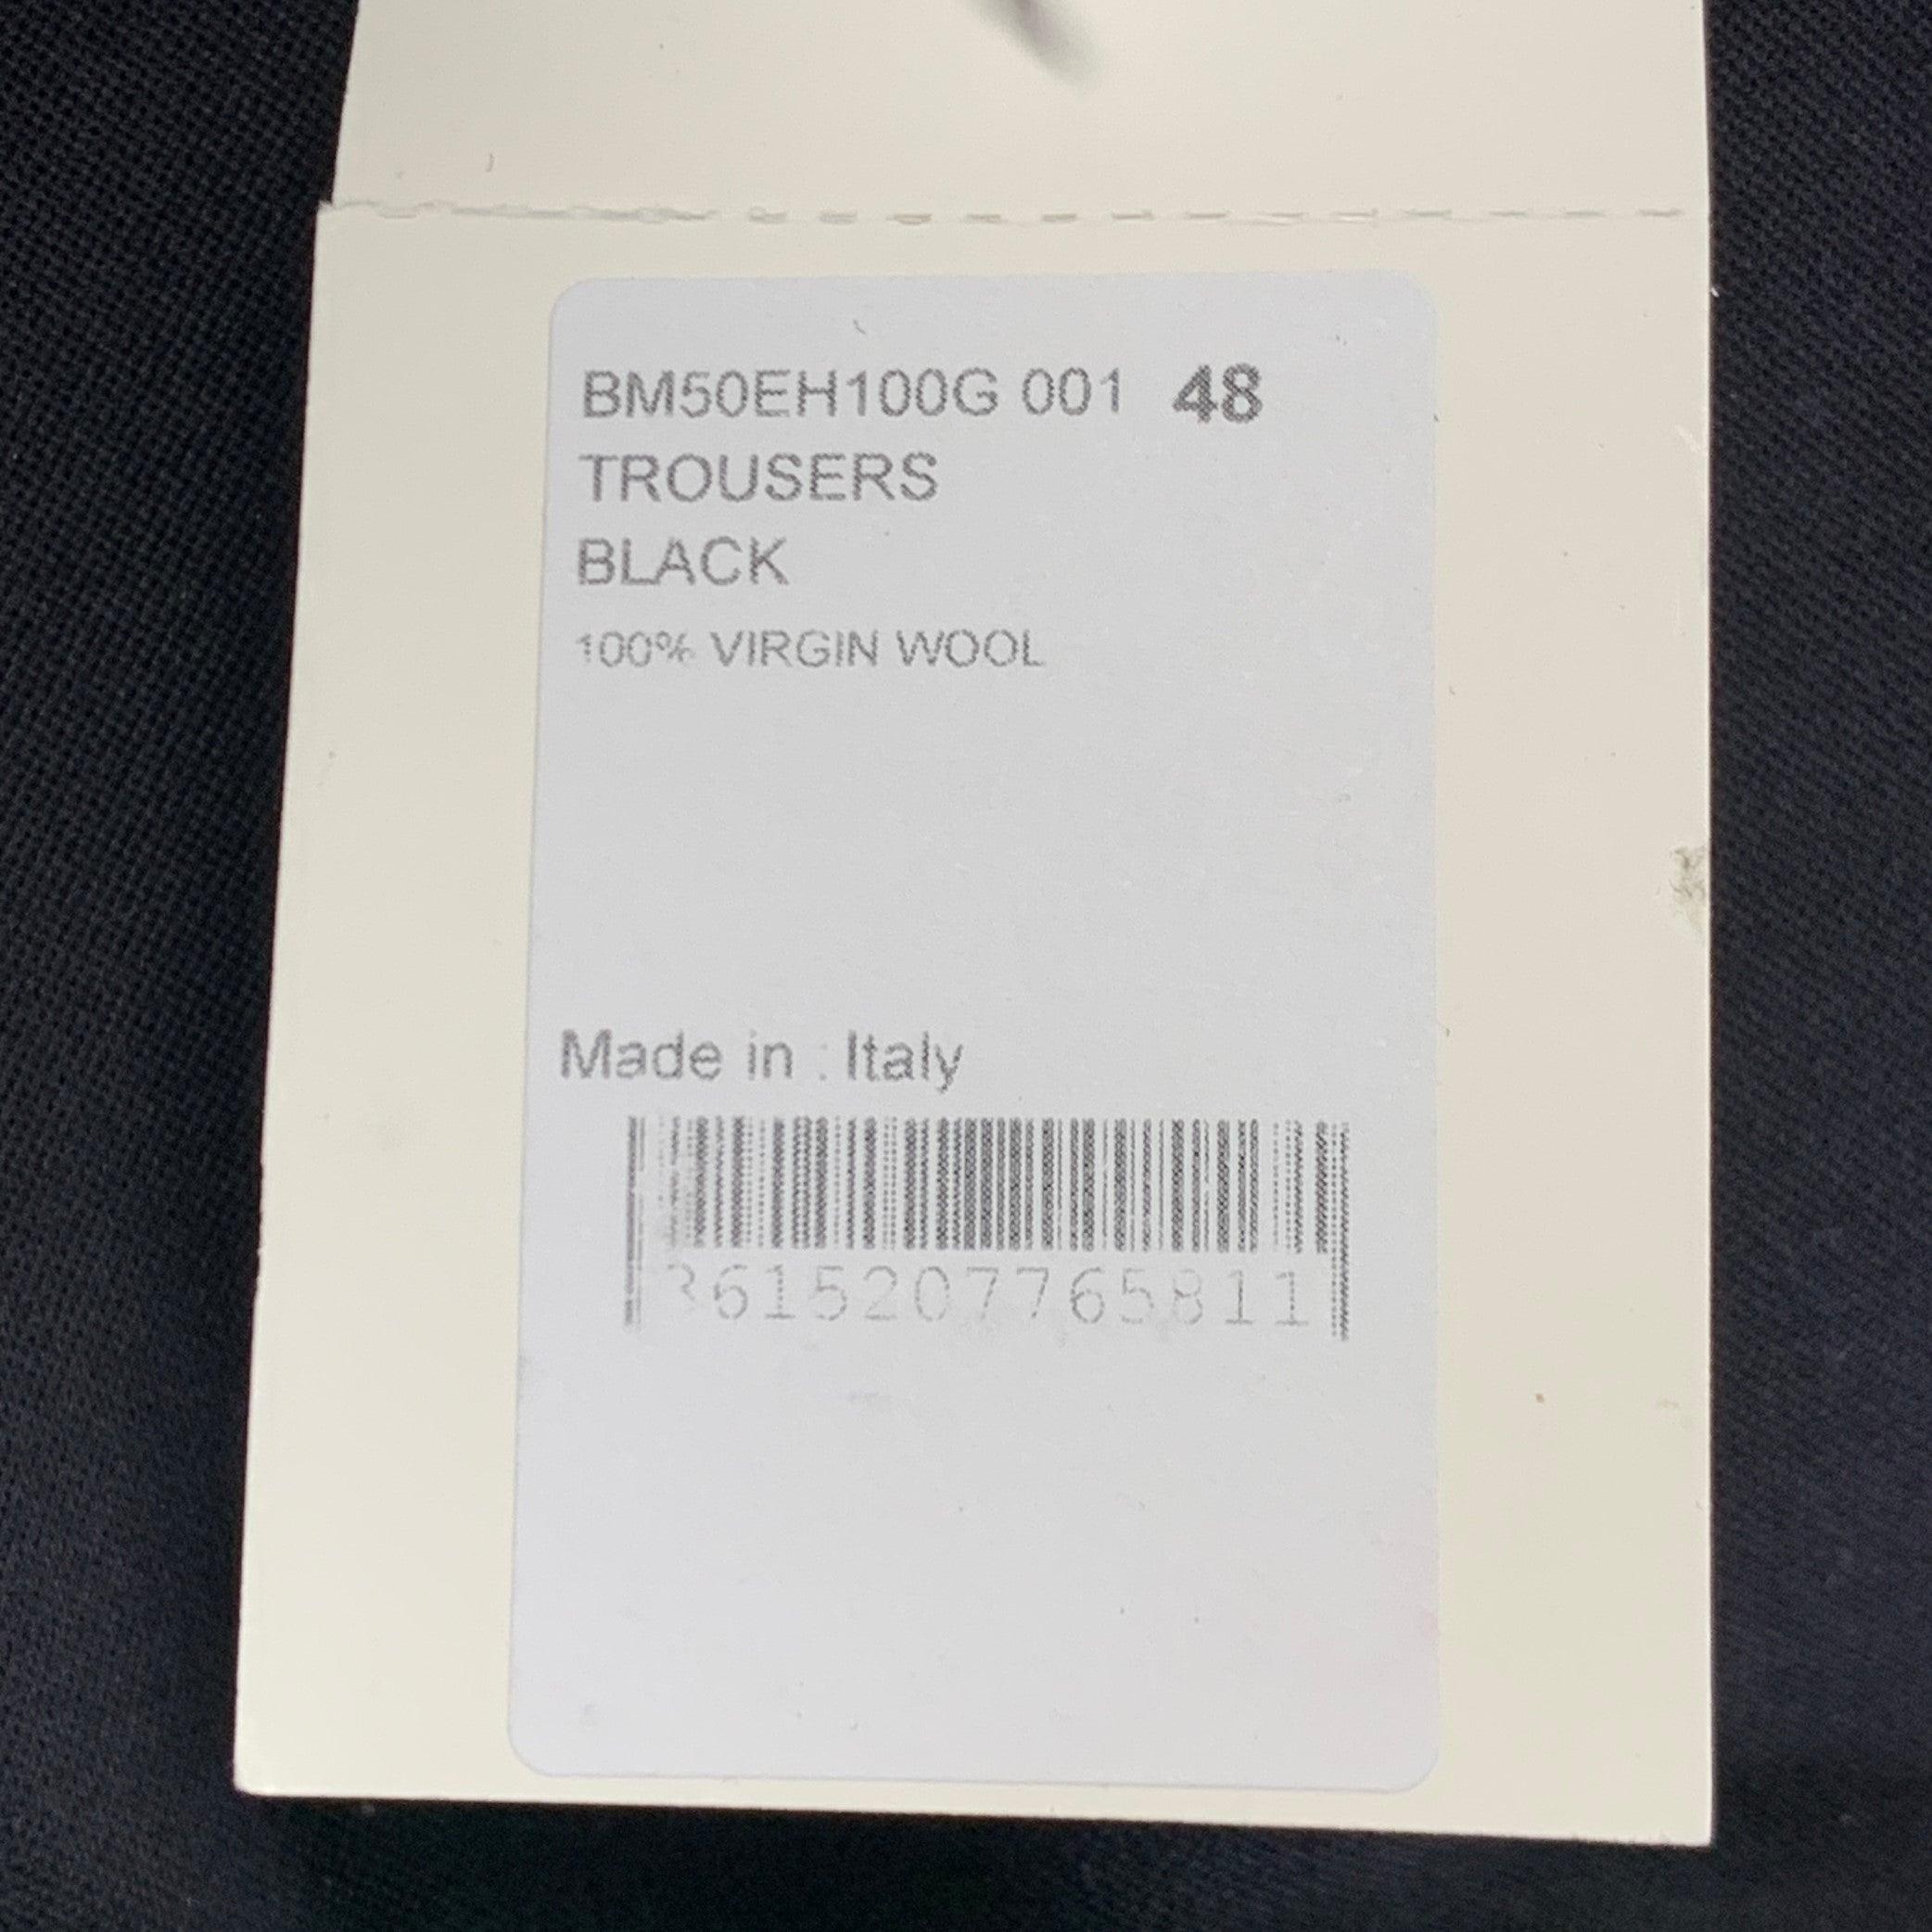 BM50EH100G 001 48
TROUSERS
BLACK
100% VIRGIN WOOL
Made in : Italy
3615207765811